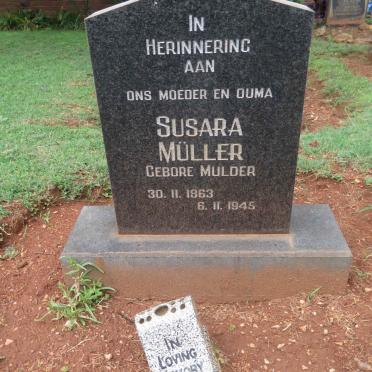 IN
HERINNERING
AAN
ONS MOEDER EN OUMA
SUSARA
MÜLLER
GEBORE MULDER
30. 11. 1863
6. 11. 1945
IN
LOVING
MEMORY